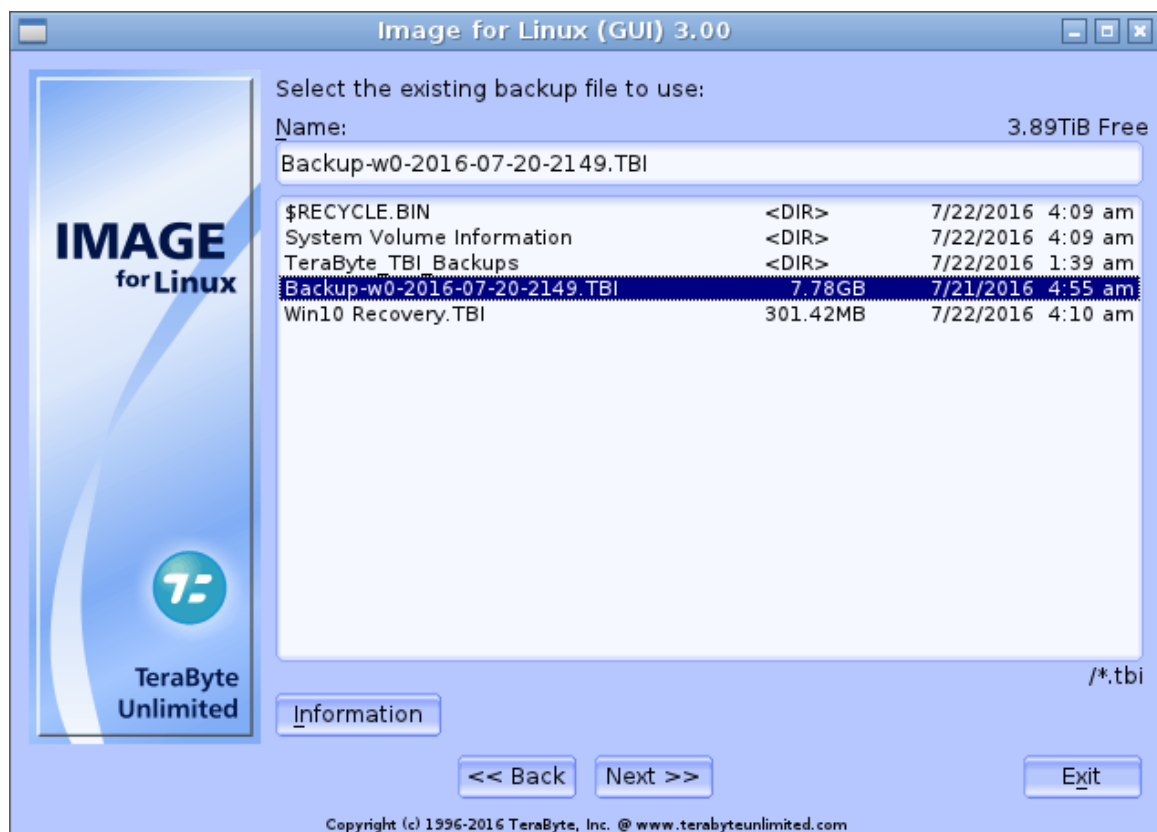 Image for Linux (GUI) 3.00
Select the existing backup file to use:
Name: 3.89TiB Free
Backup-w0-2016-07-20-2149.TBI
$RECYCLE.BIN <DIR> 7/22/2016 4:09 am
System Volume Information <DIR> 7/22/2016 4:09 am
TeraByte_TBI_Backups <DIR> 7/22/2016 1:39 am
Backup-w0-2016-07-20-2149.TBI 7.78GB 7/21/2016 4:55 am
Win10 Recovery.TBI 301.42MB 7/22/2016 4:10 am
IMAGE
for Linux
TeraByte
Unlimited
/*.tbi
Information
<< Back Next >> Exit
Copyright (c) 1996-2016 TeraByte, Inc. @ www.terabyteunlimited.com